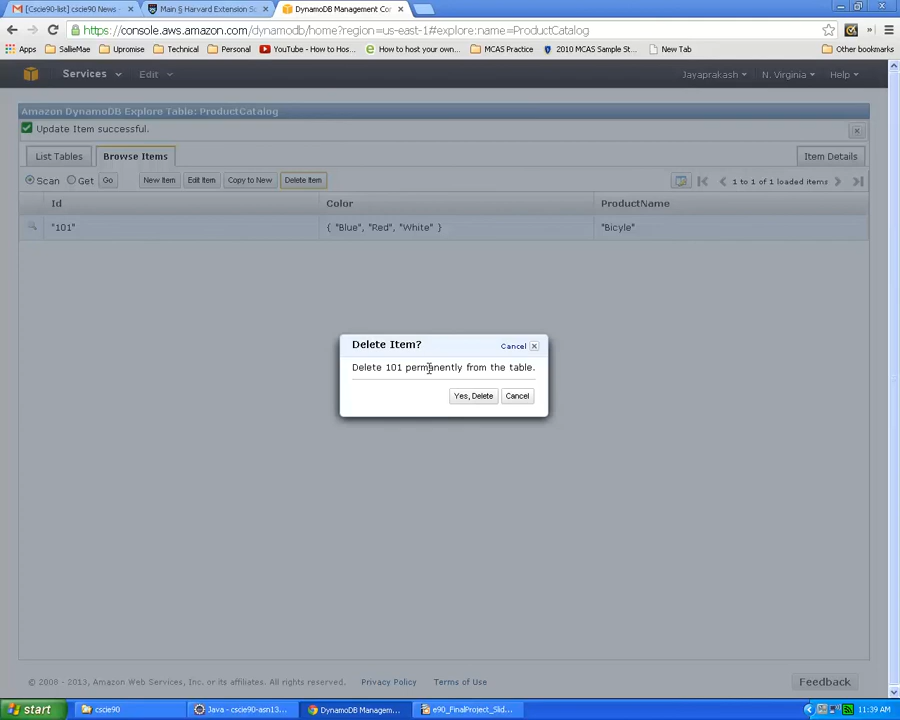 [Cscie90-list] cscie90 News
Main § Harvard Extension Sc
DynamoDB Management Co
https://console.aws.amazon.com/dynamodb/home?region=us-east-1#explore:name=ProductCatalog
Apps SallieMae Upromise Technical Personal YouTube - How to Hos... How to host your own... MCAS Practice 2010 MCAS Sample St... New Tab Other bookmarks
Services Edit Jayaprakash N. Virginia Help
Amazon DynamoDB Explore Table: ProductCatalog
Update Item successful.
List Tables Browse Items Item Details
Scan Get Go New Item Edit Item Copy to New Delete Item 1 to 1 of 1 loaded items
Id Color ProductName
"101" { "Blue", "Red", "White" } "Bicyle"
Delete Item? Cancel
Delete 101 permanently from the table.
Yes, Delete Cancel
© 2008 - 2013, Amazon Web Services, Inc. or its affiliates. All rights reserved. Privacy Policy Terms of Use Feedback
start cscie90 Java - cscie90-asn13... DynamoDB Managem... e90_FinalProject_Slid... 11:39 AM